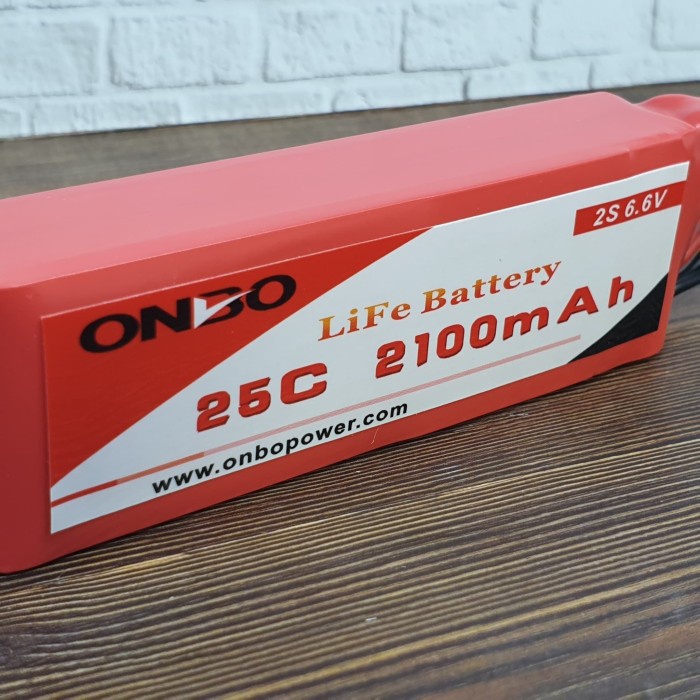 2S 6.6V
ONBO
LiFe Battery
25C 2100mAh
www.onbopower.com